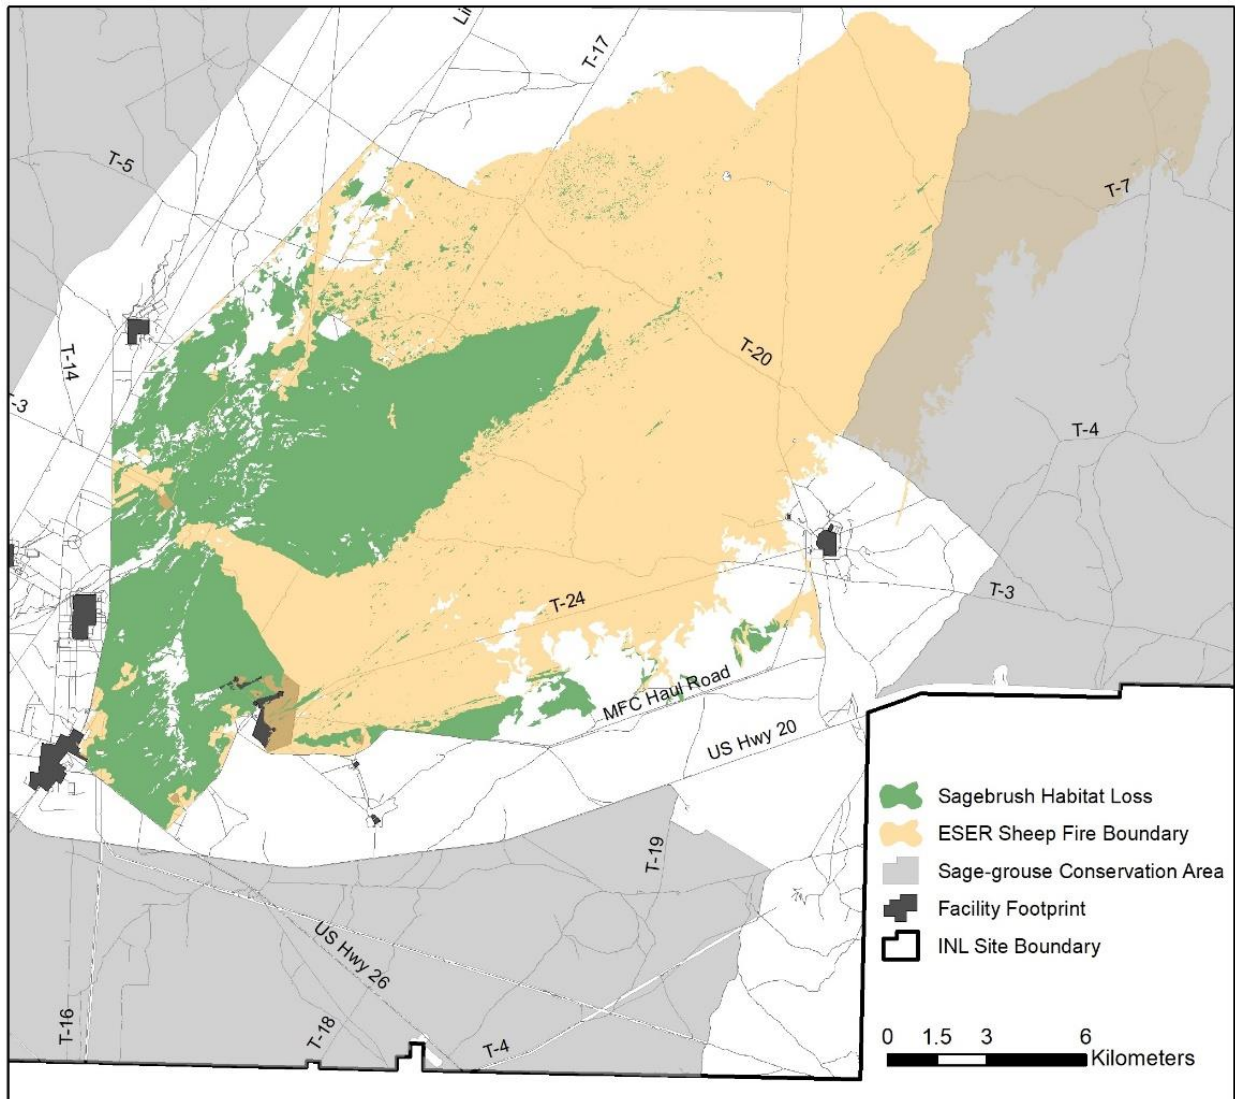 Lin
T-17
T-5
T-7
T-14
T-20
T-3
T-4
T-3
T-24
MFC Haul Road
US Hwy 20
T-19
US Hwy 26
T-16
T-18
T-4
Sagebrush Habitat Loss
ESER Sheep Fire Boundary
Sage-grouse Conservation Area
Facility Footprint
INL Site Boundary
0 1.5 3 6
Kilometers